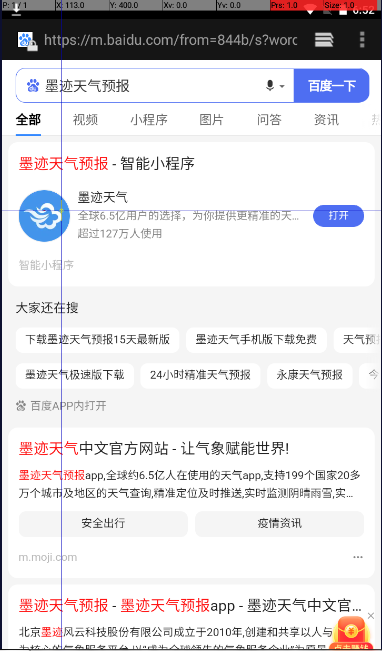 P: 1 / 1 X: 113.0 Y: 400.0 Xv: 0.0 Yv: 0.0 Prs: 1.0 Size: 1.0
https://m.baidu.com/from=844b/s?word
墨迹天气预报 百度一下
全部 视频 小程序 图片 问答 资讯
墨迹天气预报 - 智能小程序
墨迹天气
全球6.5亿用户的选择，为你提供更精准的天... 打开
超过127万人使用
智能小程序
大家还在搜
下载墨迹天气预报15天最新版 墨迹天气手机版下载免费 天气预
墨迹天气极速版下载 24小时精准天气预报 永康天气预报 今
百度APP内打开
墨迹天气中文官方网站 - 让气象赋能世界!
墨迹天气预报app,全球约6.5亿人在使用的天气app,支持199个国家20多
万个城市及地区的天气查询,精准定位及时推送,实时监测阴晴雨雪,实...
安全出行 疫情资讯
m.moji.com
墨迹天气预报 - 墨迹天气预报app - 墨迹天气中文官...
北京墨迹风云科技股份有限公司成立于2010年,创建和共享以人与